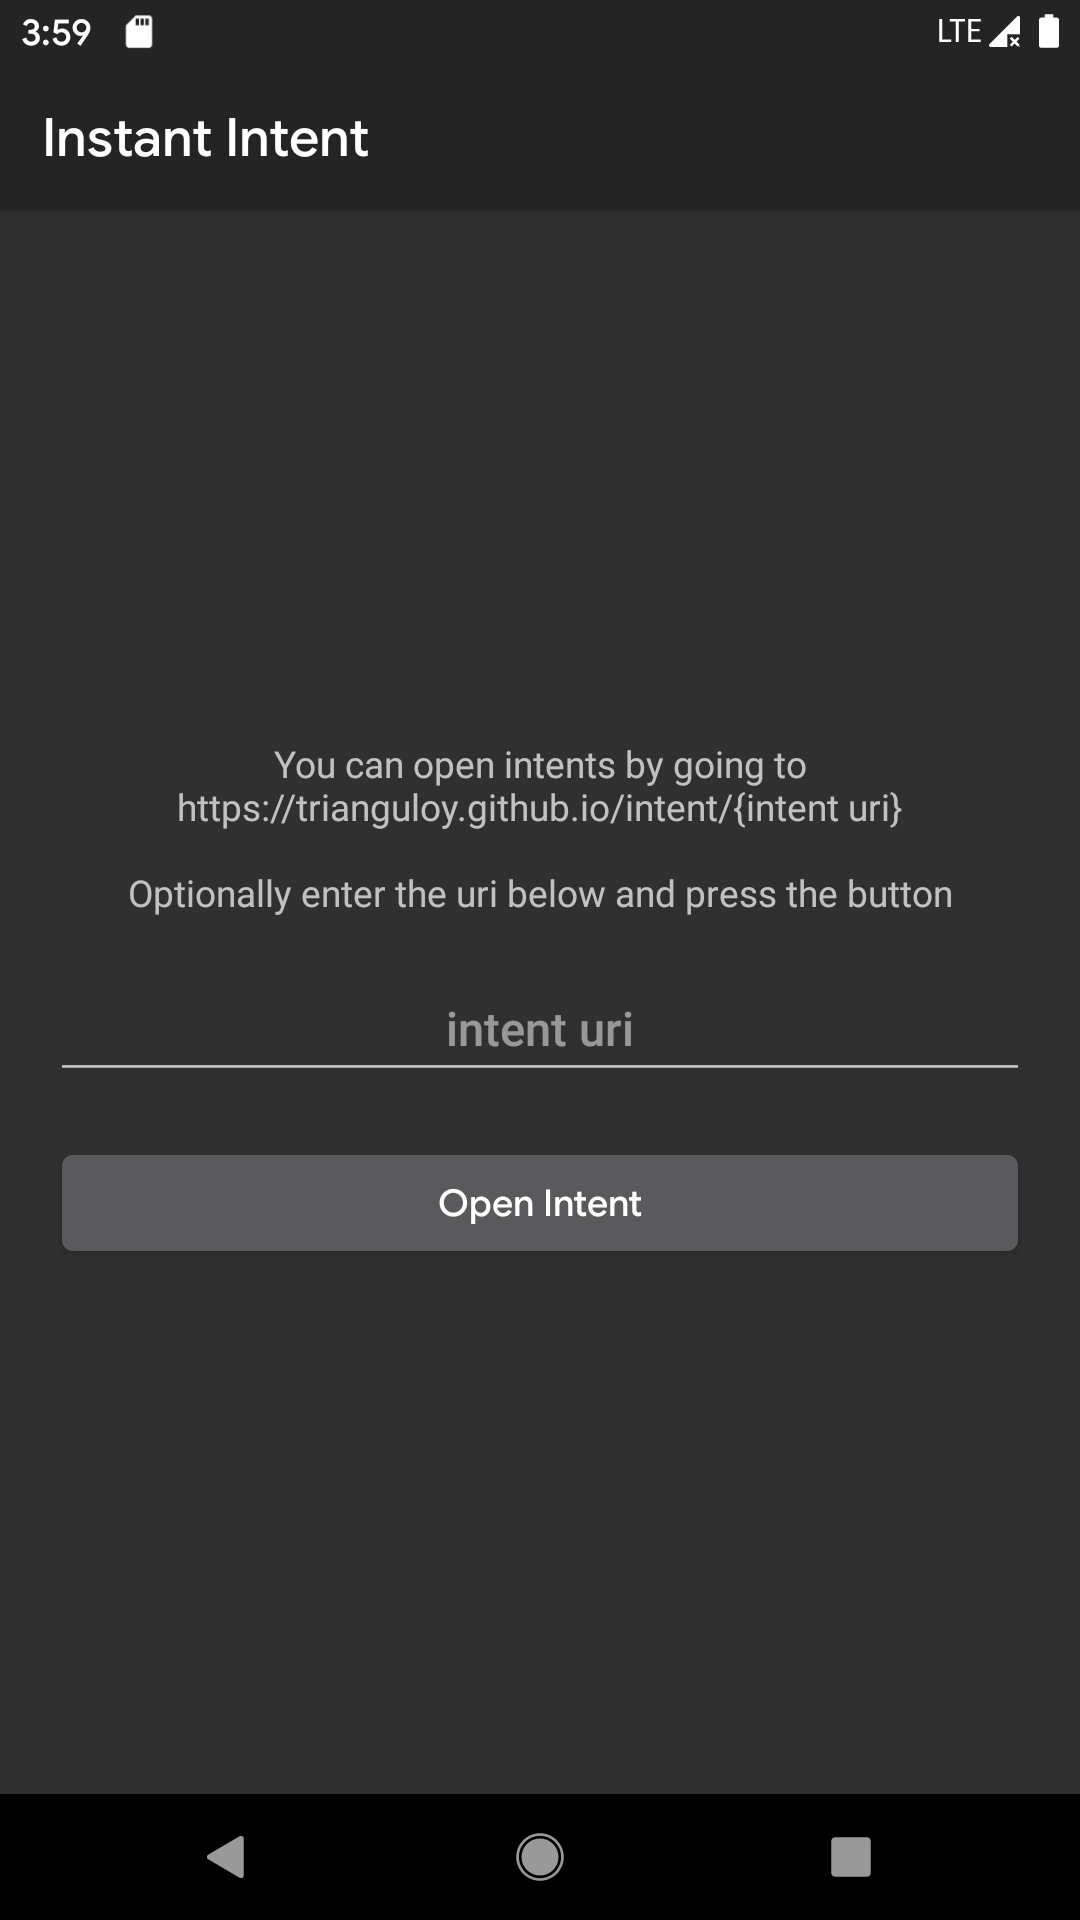 3:59
LTE
Instant Intent
You can open intents by going to
https://trianguloy.github.io/intent/{intent uri}
Optionally enter the uri below and press the button
intent uri
Open Intent